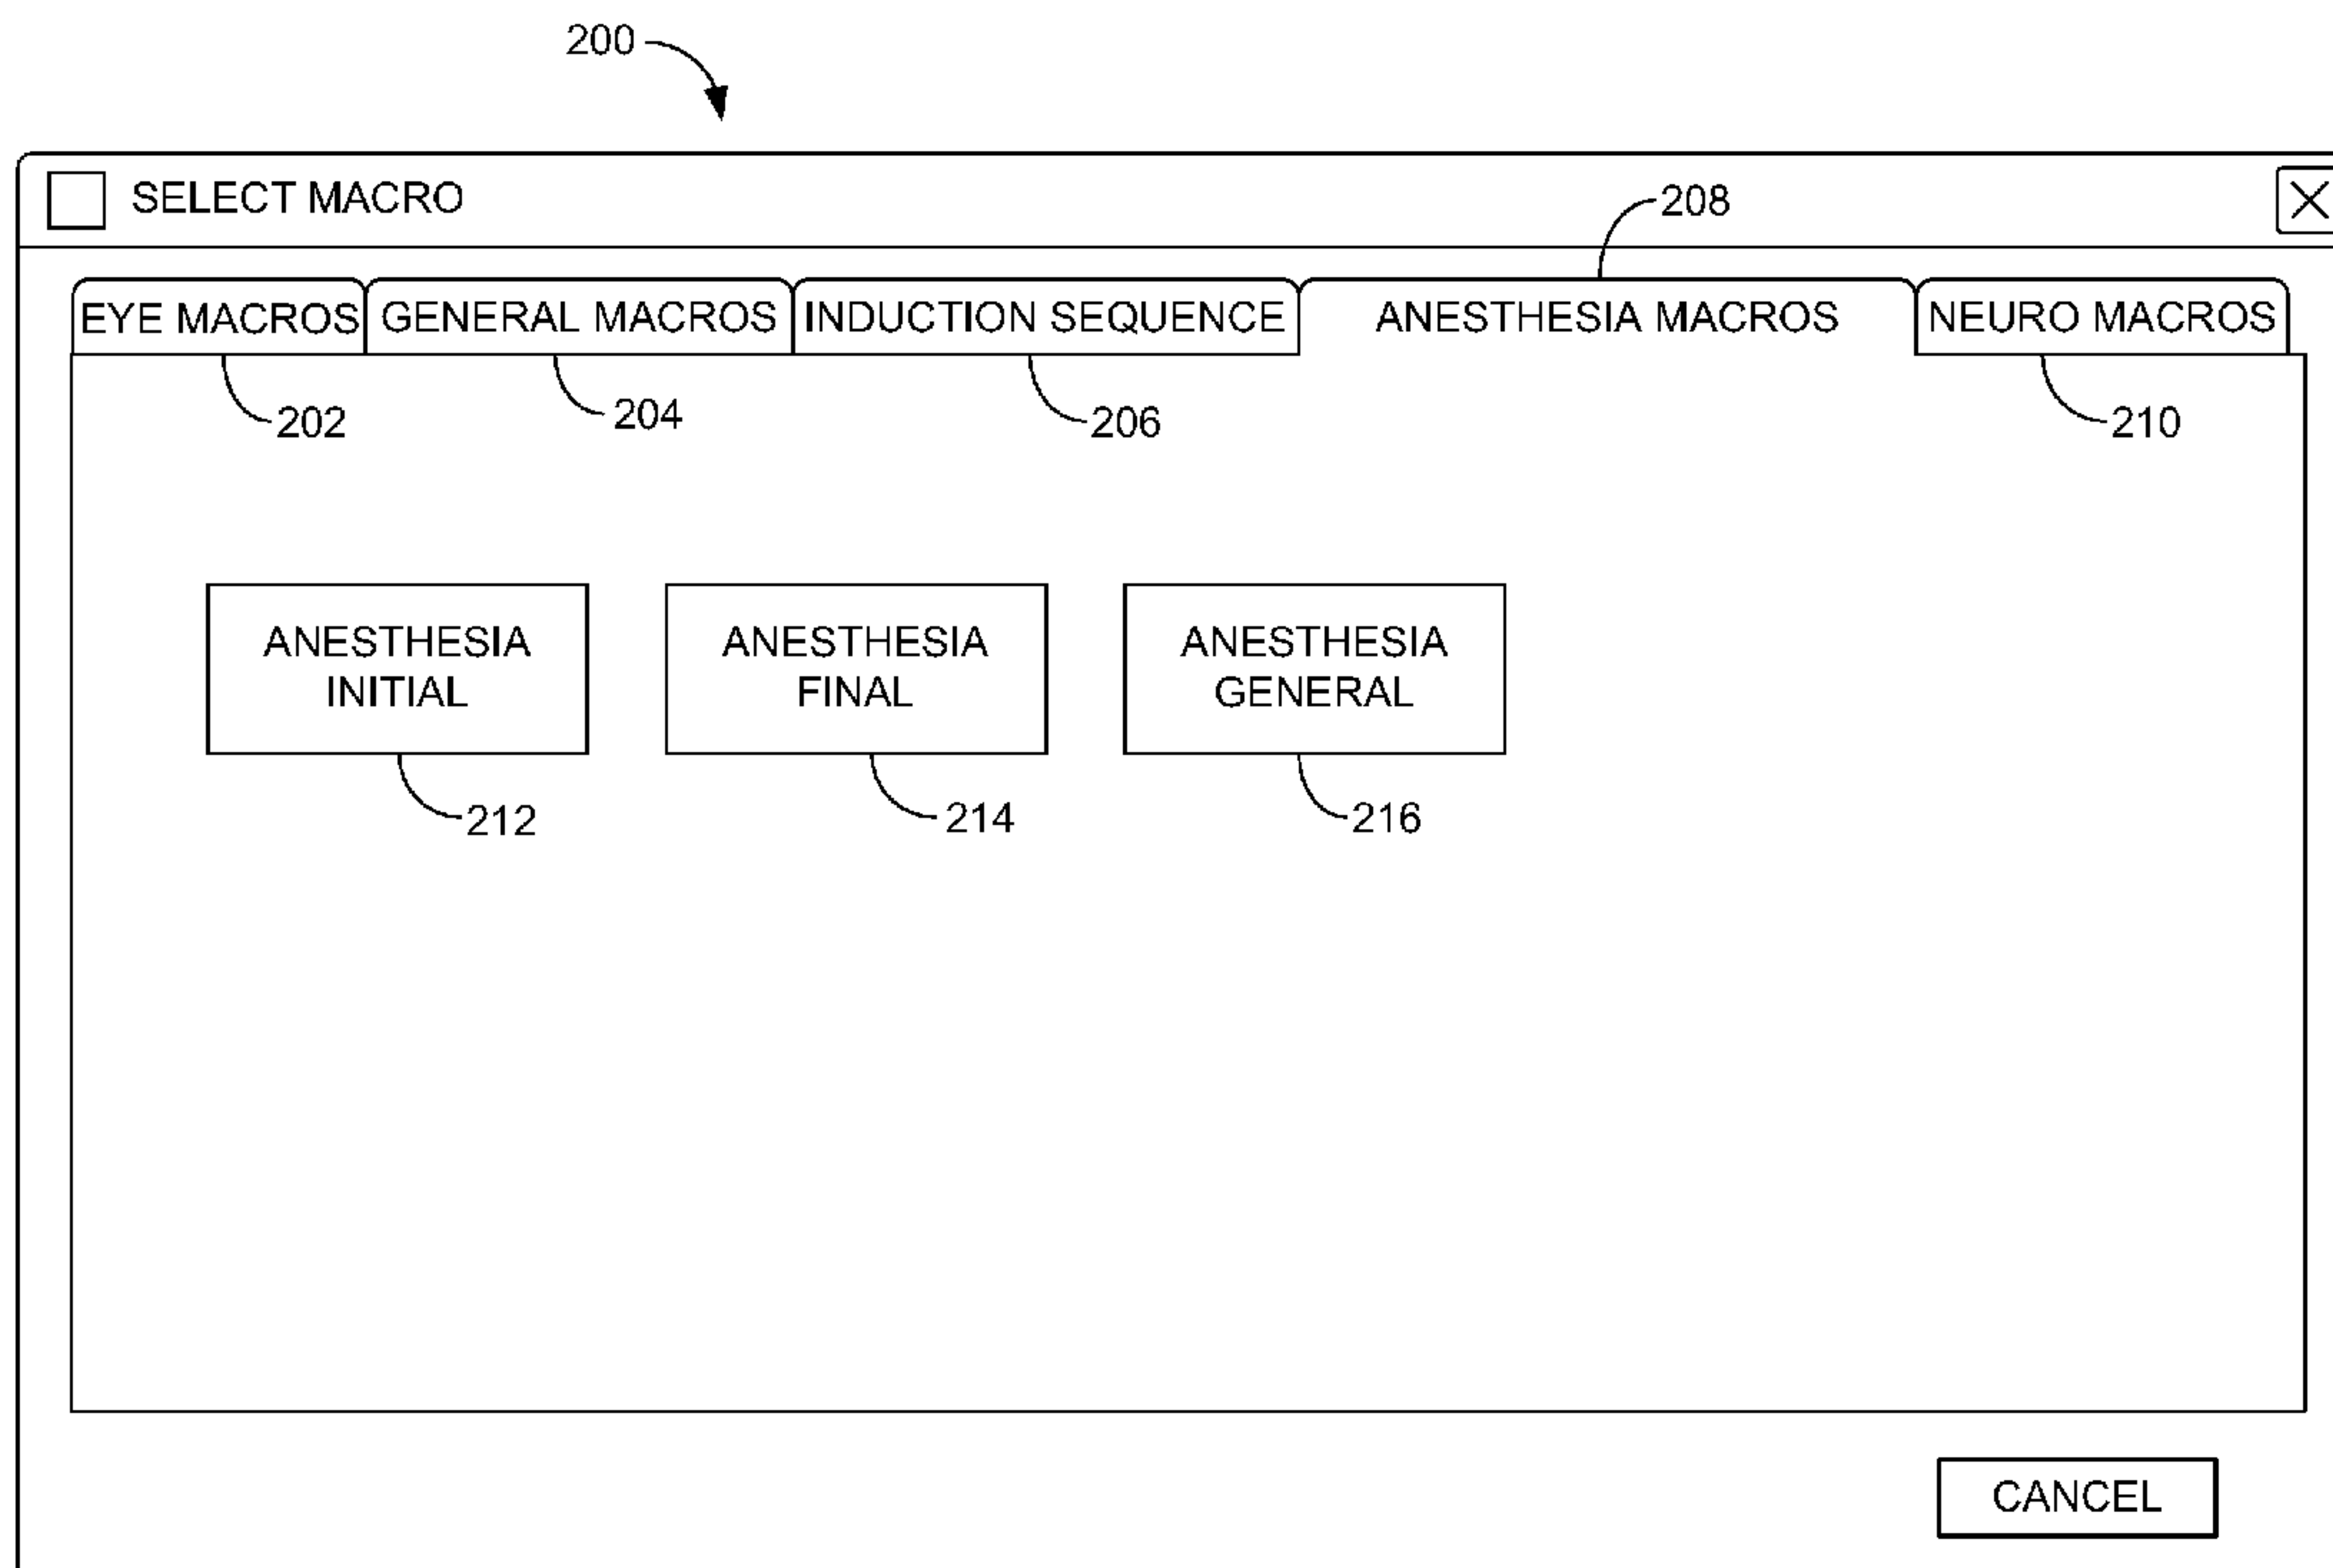 200
SELECT MACRO
208
EYE MACROS GENERAL MACROS INDUCTION SEQUENCE ANESTHESIA MACROS NEURO MACROS
202 204 206 210
ANESTHESIA
INITIAL
ANESTHESIA
FINAL
ANESTHESIA
GENERAL
212 214 216
CANCEL